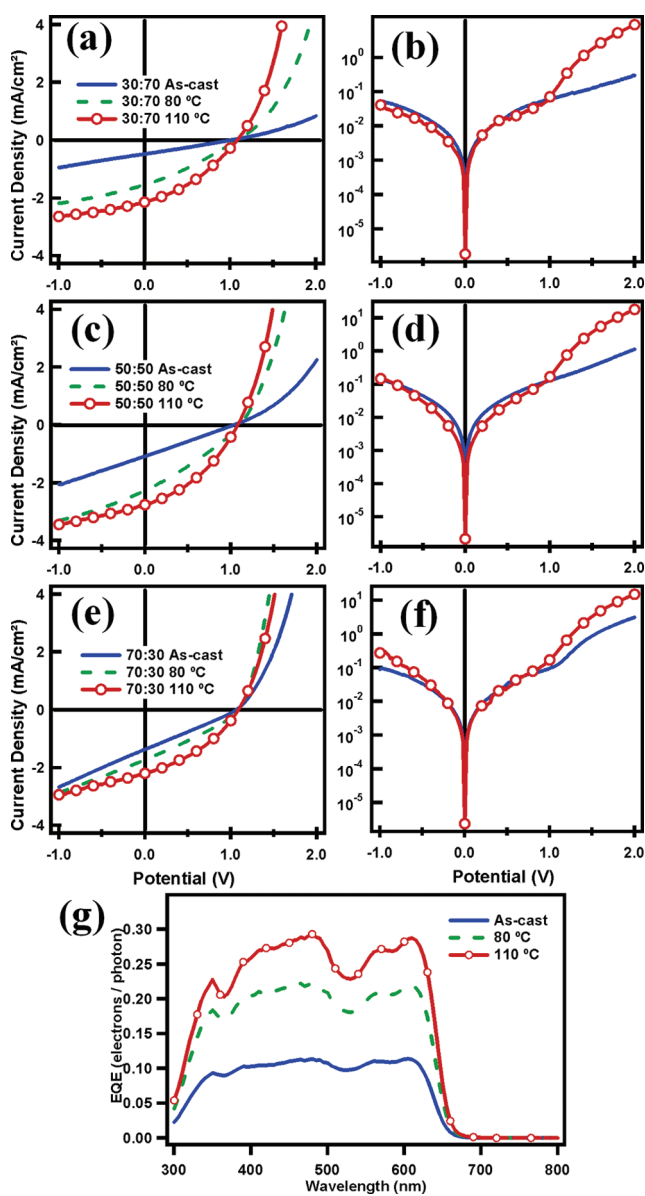 (a)
Current Density (mA/cm²)
4
2
0
-2
-4
30:70 As-cast
30:70 80 ºC
30:70 110 ºC
-1.0 0.0 1.0 2.0
(b)
10⁰
10⁻¹
10⁻²
10⁻³
10⁻⁴
10⁻⁵
-1.0 0.0 1.0 2.0
(c)
Current Density (mA/cm²)
4
2
0
-2
-4
50:50 As-cast
50:50 80 ºC
50:50 110 ºC
-1.0 0.0 1.0 2.0
(d)
10¹
10⁰
10⁻¹
10⁻²
10⁻³
10⁻⁴
10⁻⁵
-1.0 0.0 1.0 2.0
(e)
Current Density (mA/cm²)
4
2
0
-2
-4
70:30 As-cast
70:30 80 ºC
70:30 110 ºC
-1.0 0.0 1.0 2.0
Potential (V)
(f)
10¹
10⁰
10⁻¹
10⁻²
10⁻³
10⁻⁴
10⁻⁵
-1.0 0.0 1.0 2.0
Potential (V)
(g)
EQE (electrons / photon)
0.30
0.20
0.10
0.00
As-cast
80 ºC
110 ºC
300 400 500 600 700 800
Wavelength (nm)